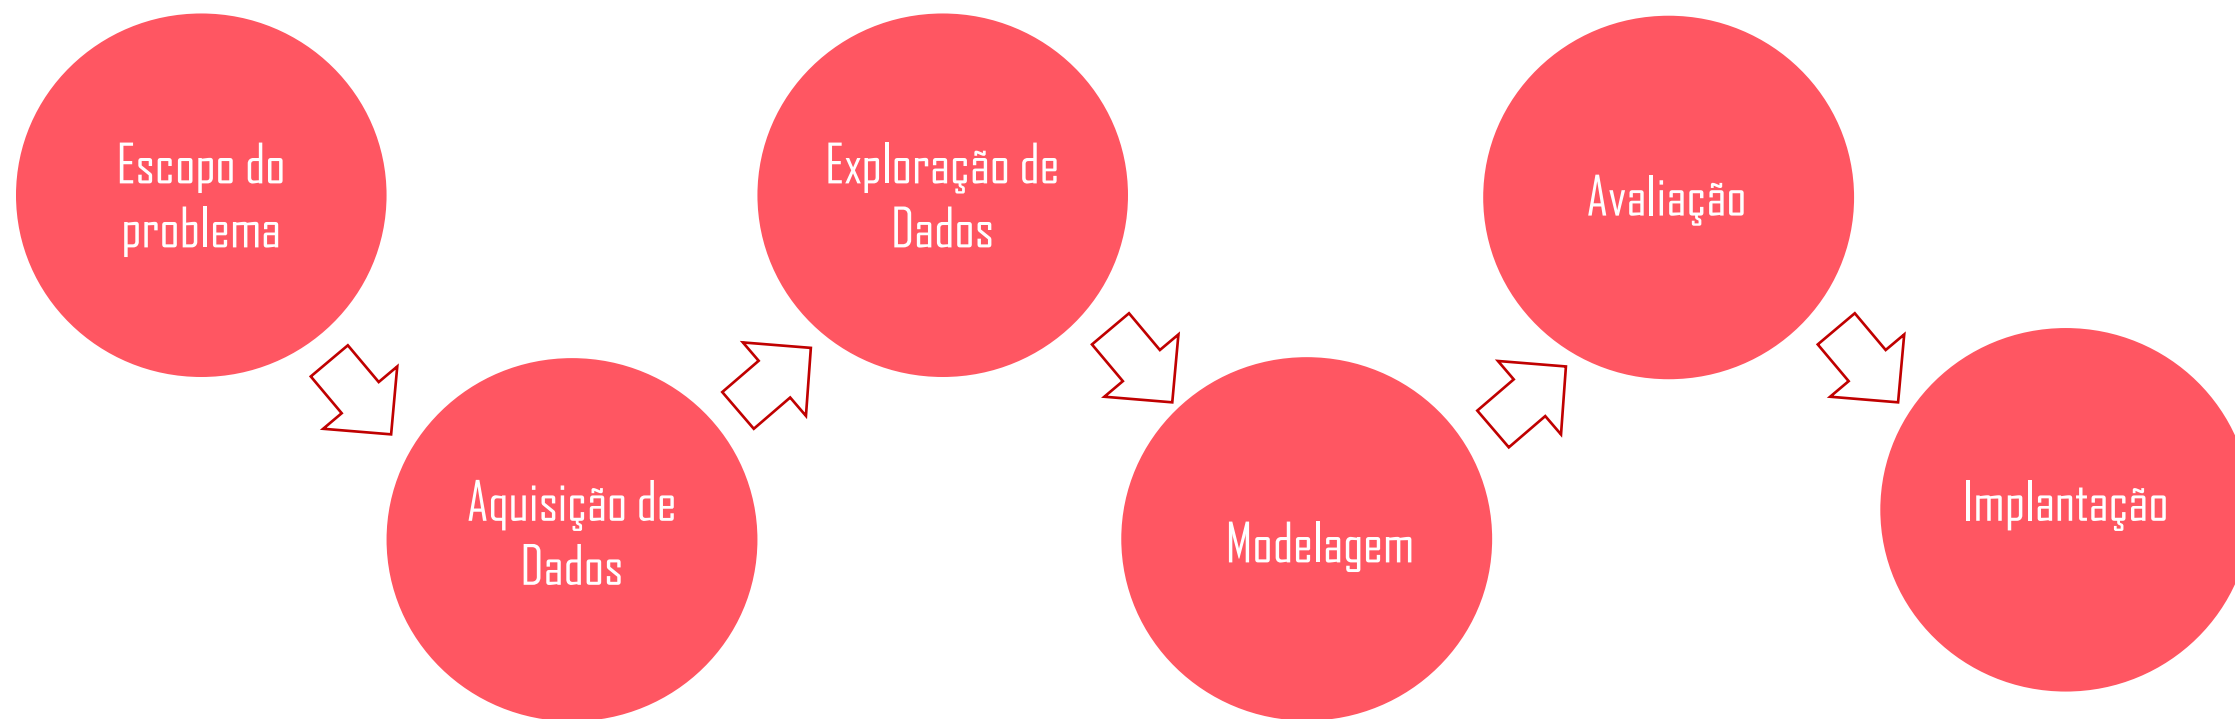 Escopo do
problema
Aquisição de
Dados
Exploração de
Dados
Modelagem
Avaliação
Implantação